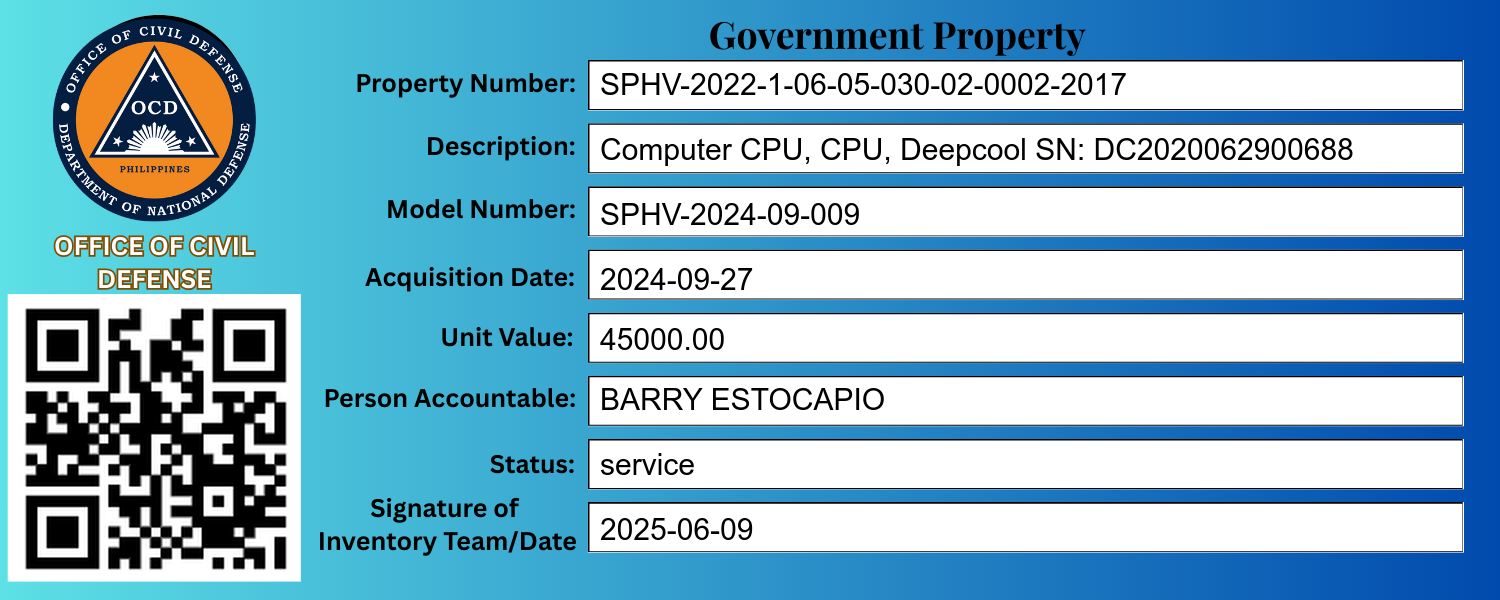 Government Property
OFFICE OF CIVIL DEFENSE
DEPARTMENT OF NATIONAL DEFENSE
OCD
PHILIPPINES
OFFICE OF CIVIL
DEFENSE
Property Number: SPHV-2022-1-06-05-030-02-0002-2017
Description: Computer CPU, CPU, Deepcool SN: DC2020062900688
Model Number: SPHV-2024-09-009
Acquisition Date: 2024-09-27
Unit Value: 45000.00
Person Accountable: BARRY ESTOCAPIO
Status: service
Signature of
Inventory Team/Date 2025-06-09